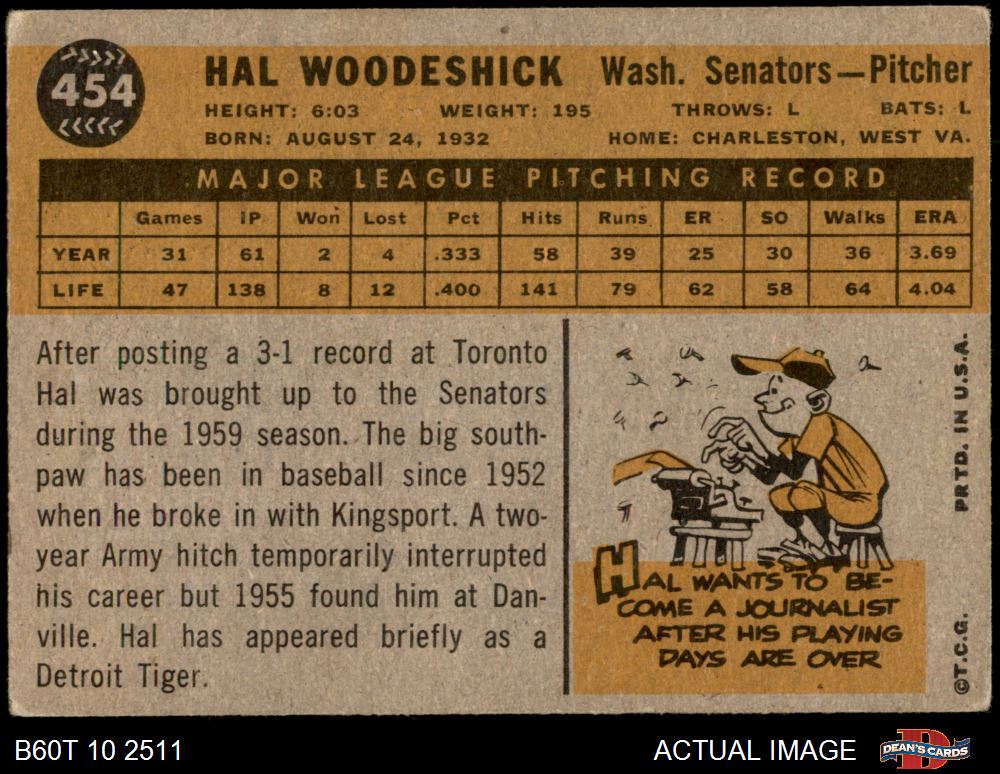 454
HAL WOODESHICK Wash. Senators—Pitcher
HEIGHT: 6:03 WEIGHT: 195 THROWS: L BATS: L
BORN: AUGUST 24, 1932 HOME: CHARLESTON, WEST VA.
MAJOR LEAGUE PITCHING RECORD
Games IP Won Lost Pct Hits Runs ER SO Walks ERA
YEAR 31 61 2 4 .333 58 39 25 30 36 3.69
LIFE 47 138 8 12 .400 141 79 62 58 64 4.04
After posting a 3-1 record at Toronto
Hal was brought up to the Senators
during the 1959 season. The big south-
paw has been in baseball since 1952
when he broke in with Kingsport. A two-
year Army hitch temporarily interrupted
his career but 1955 found him at Dan-
ville. Hal has appeared briefly as a
Detroit Tiger.
HAL WANTS TO BE-
COME A JOURNALIST
AFTER HIS PLAYING
DAYS ARE OVER
©T.C.G. PRTD. IN U.S.A.
B60T 10 2511 ACTUAL IMAGE DEAN'S CARDS